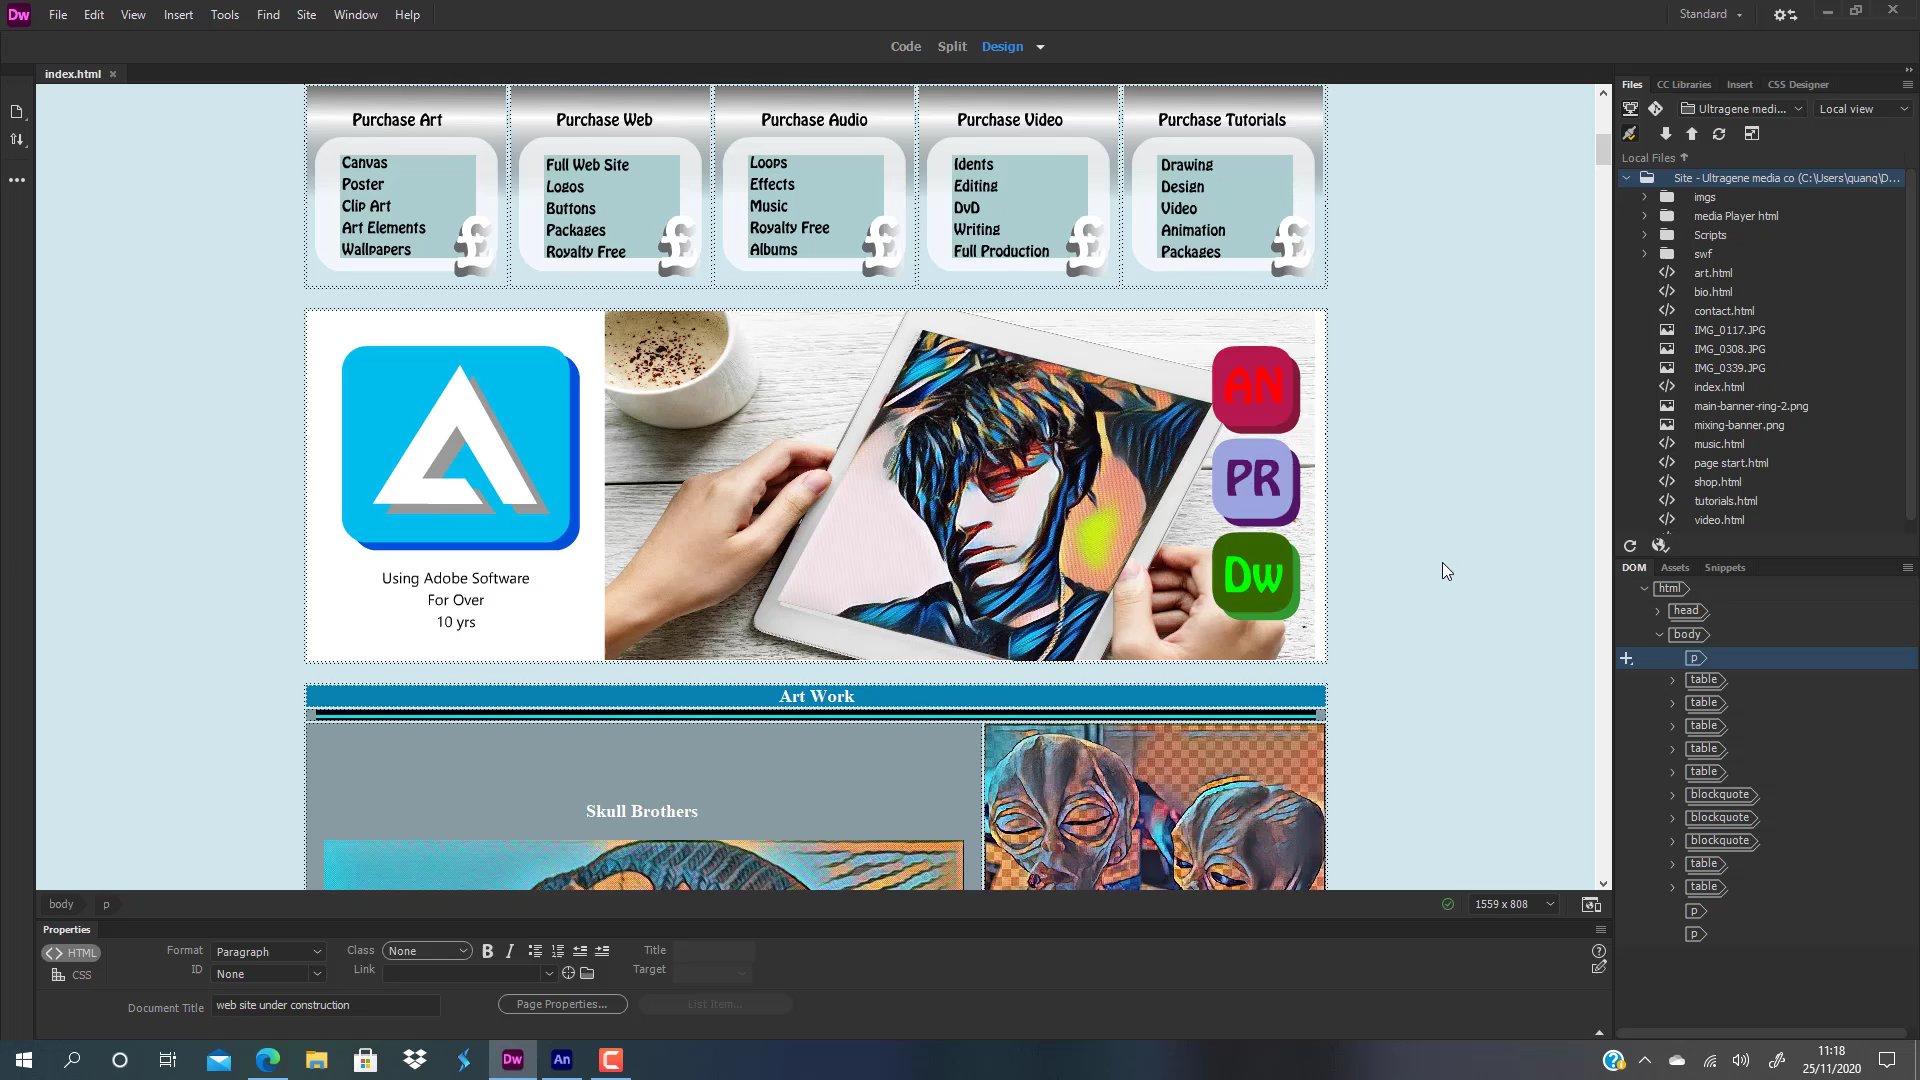 Dw File Edit View Insert Tools Find Site Window Help Standard
Code Split Design
index.html
Purchase Art
Canvas
Poster
Clip Art
Art Elements
Wallpapers
£
Purchase Web
Full Web Site
Logos
Buttons
Packages
Royalty Free
£
Purchase Audio
Loops
Effects
Music
Royalty Free
Albums
£
Purchase Video
Idents
Editing
DvD
Writing
Full Production
£
Purchase Tutorials
Drawing
Design
Video
Animation
Packages
£
Using Adobe Software
For Over
10 yrs
AN
PR
Dw
Art Work
Skull Brothers
Files CC Libraries Insert CSS Designer
Ultragene medi... Local view
Local Files
Site - Ultragene media co (C:\Users\quanq\D...
imgs
media Player html
Scripts
swf
art.html
bio.html
contact.html
IMG_0117.JPG
IMG_0308.JPG
IMG_0339.JPG
index.html
main-banner-ring-2.png
mixing-banner.png
music.html
page start.html
shop.html
tutorials.html
video.html
DOM Assets Snippets
html
head
body
p
table
table
table
table
table
blockquote
blockquote
blockquote
table
table
p
p
body p 1559 x 808
Properties
HTML Format Paragraph Class None B I Title
CSS ID None Link Target
Document Title web site under construction Page Properties... List Item...
Dw An 11:18
25/11/2020